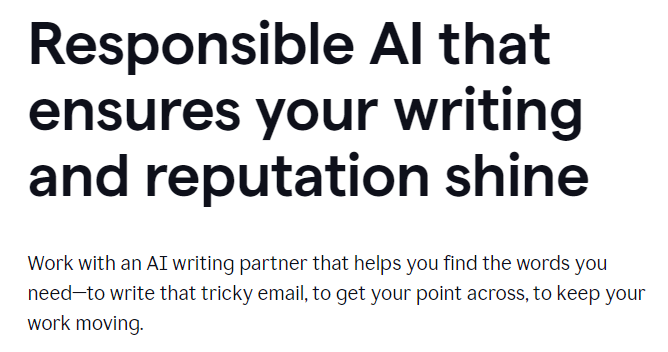 Responsible AI that
ensures your writing
and reputation shine
Work with an AI writing partner that helps you find the words you
need—to write that tricky email, to get your point across, to keep your
work moving.